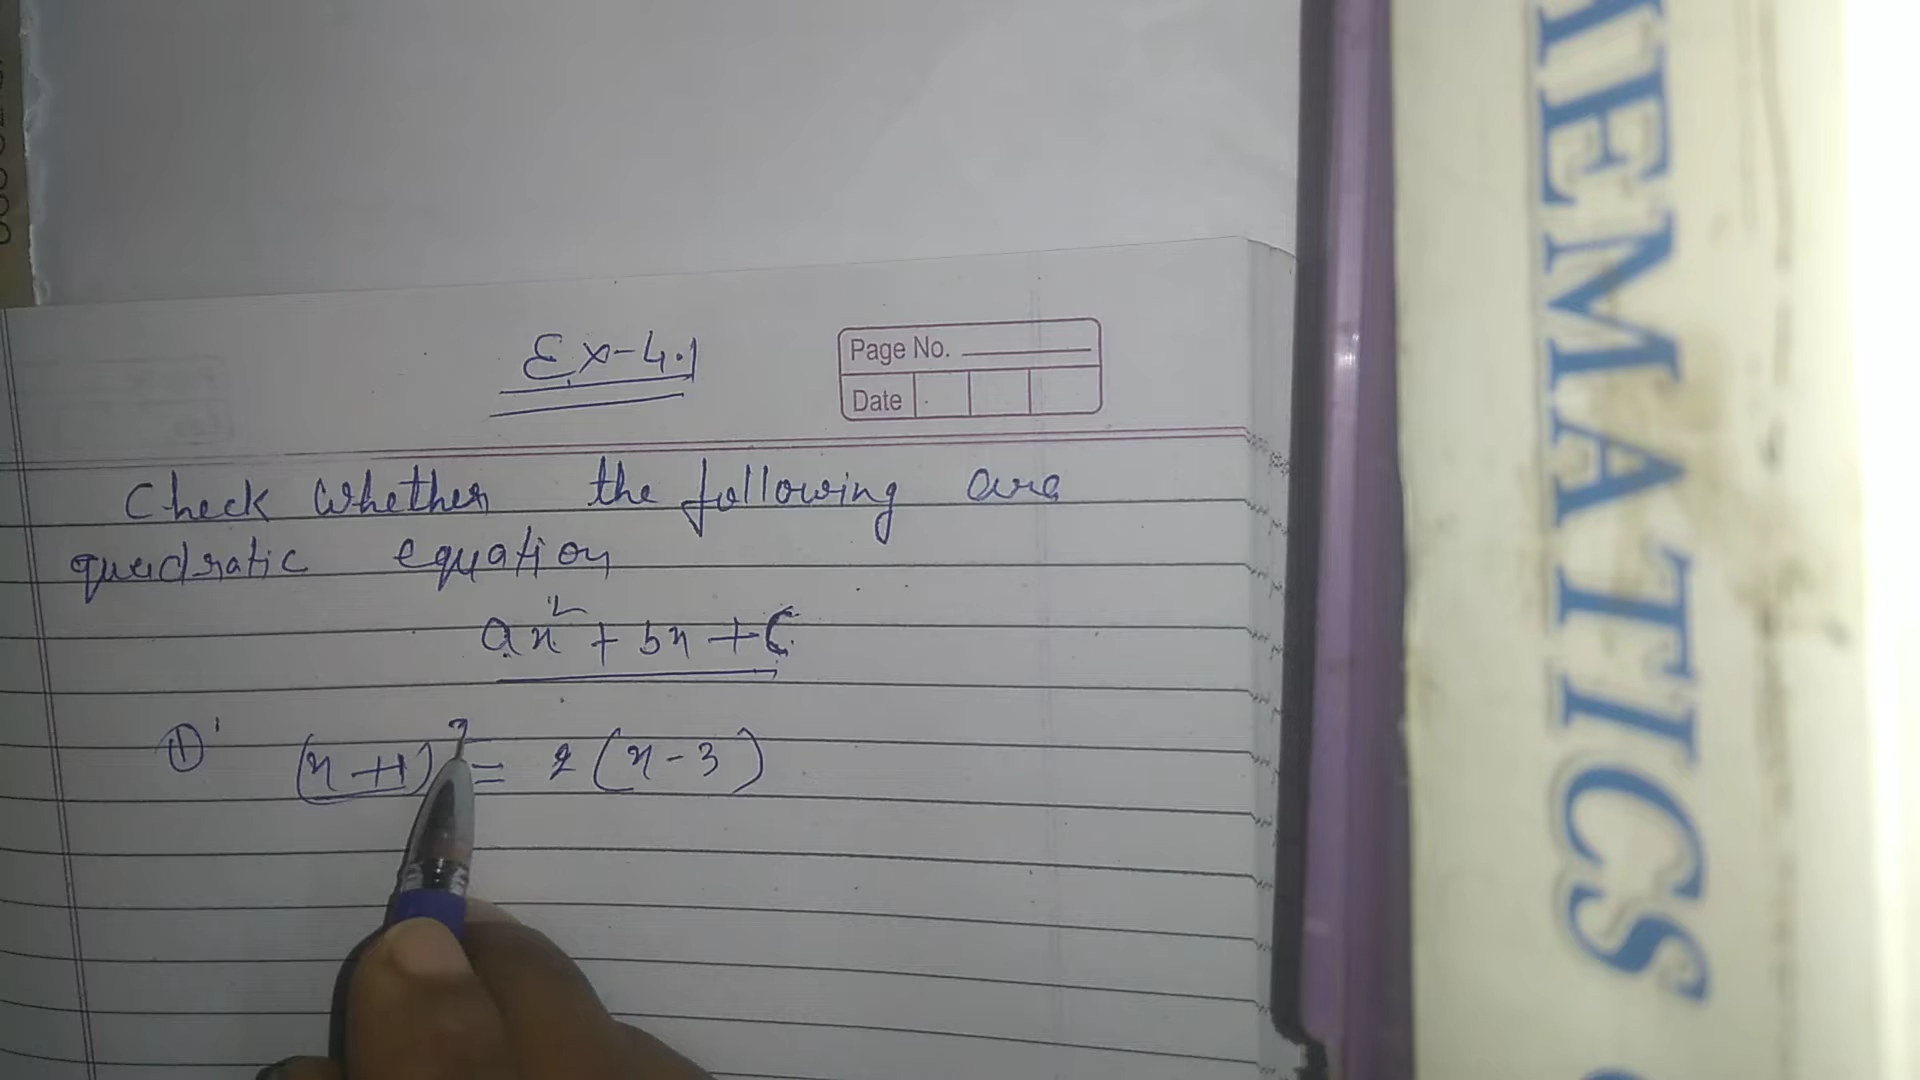 Ex-4.1
Page No.
Date
Check Whether the following are
quadratic equation
ax² + bx + C
① (x+1)² = 2(x-3)
HEMATICS